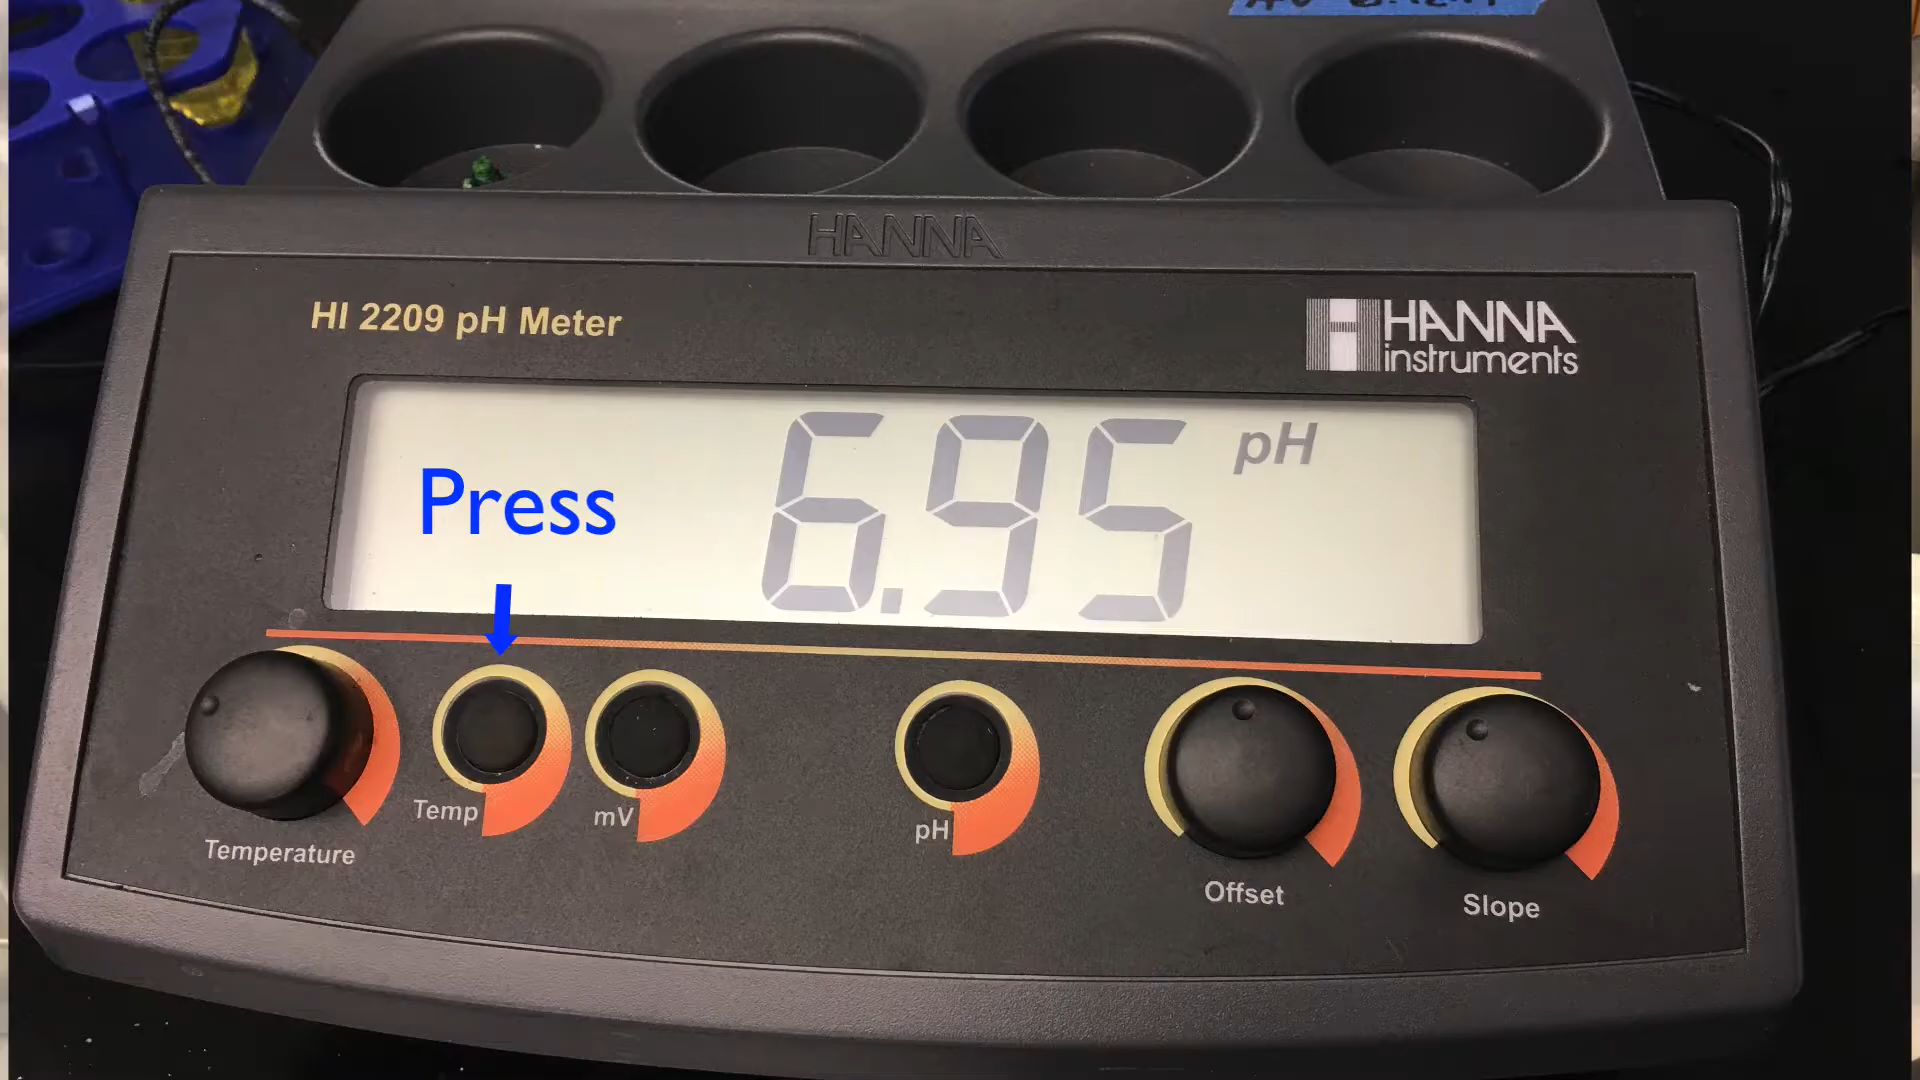 HANNA
HI 2209 pH Meter
HANNA
instruments
6.95 pH
Press
Temp
mV
pH
Temperature
Offset
Slope